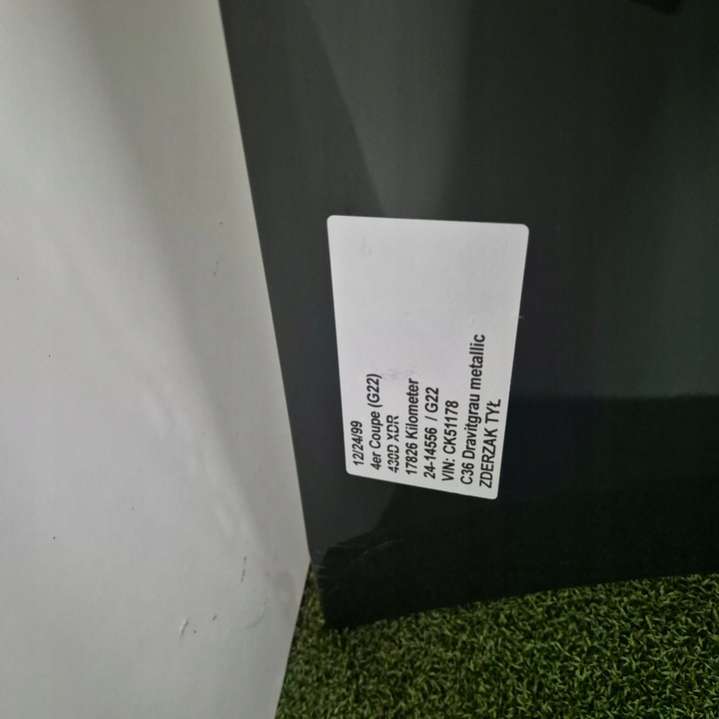 12/24/99
4er Coupe (G22)
430D XDR
17826 Kilometer
24-14556 / G22
VIN: CK51178
C36 Dravitgrau metallic
ZDERZAK TYŁ